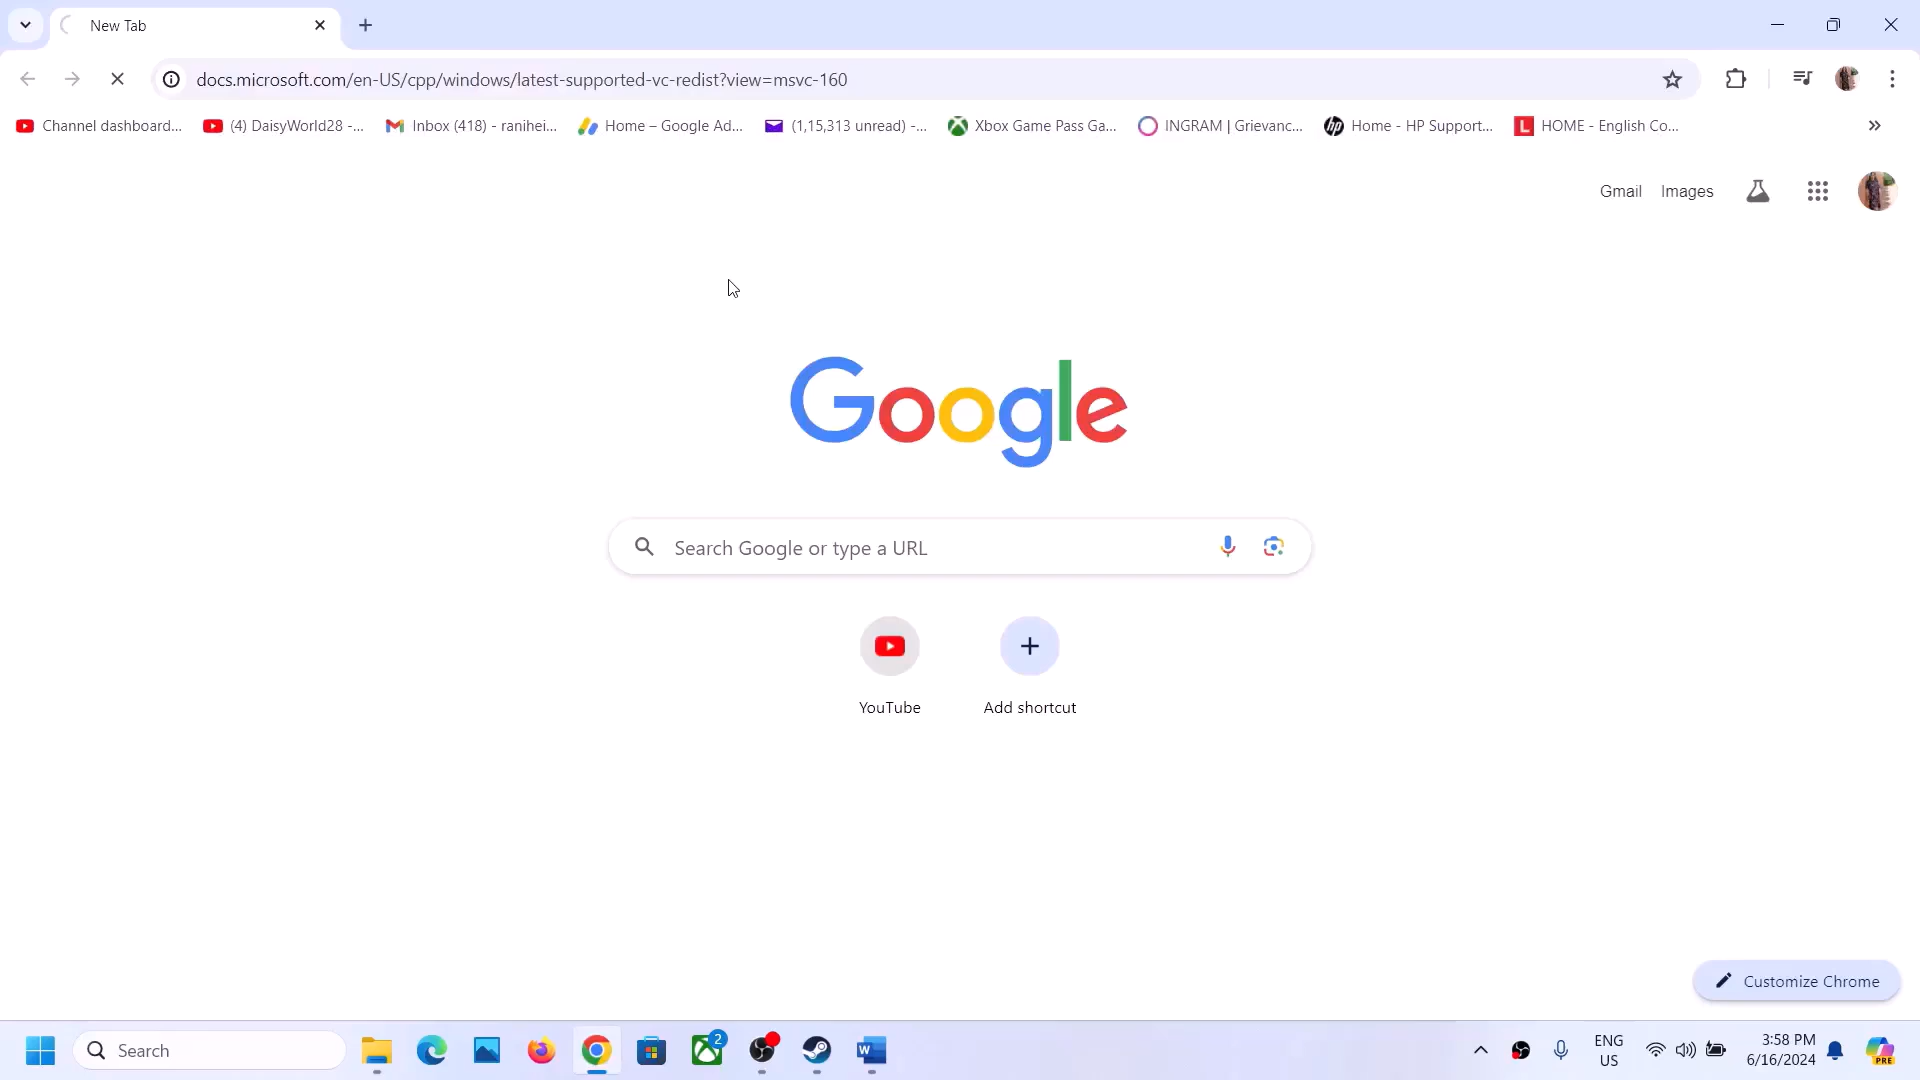 New Tab
docs.microsoft.com/en-US/cpp/windows/latest-supported-vc-redist?view=msvc-160
Channel dashboard... (4) DaisyWorld28 -... Inbox (418) - ranihei... Home – Google Ad... (1,15,313 unread) -... Xbox Game Pass Ga... INGRAM | Grievanc... hp Home - HP Support... L HOME - English Co... »
Gmail Images
Google
Search Google or type a URL
YouTube Add shortcut
Customize Chrome
Search 2 W ENG US 3:58 PM 6/16/2024 PRE